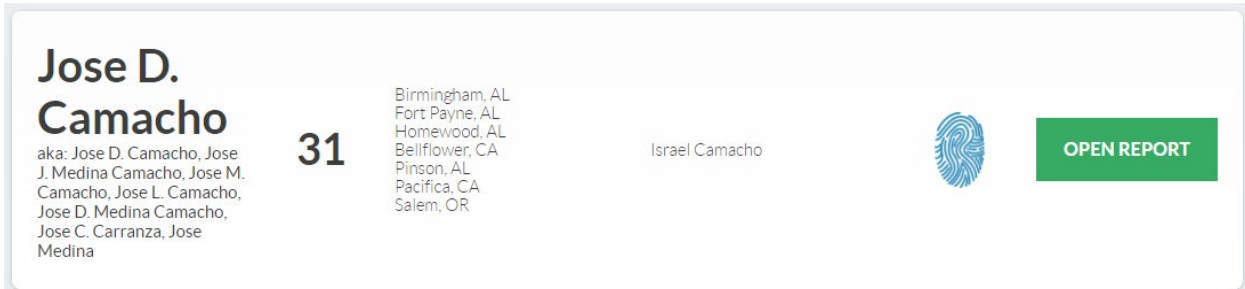 Jose D.
Camacho
aka: Jose D. Camacho, Jose
J. Medina Camacho, Jose M.
Camacho, Jose L. Camacho,
Jose D. Medina Camacho,
Jose C. Carranza, Jose
Medina
31
Birmingham, AL
Fort Payne, AL
Homewood, AL
Bellflower, CA
Pinson, AL
Pacifica, CA
Salem, OR
Israel Camacho
OPEN REPORT